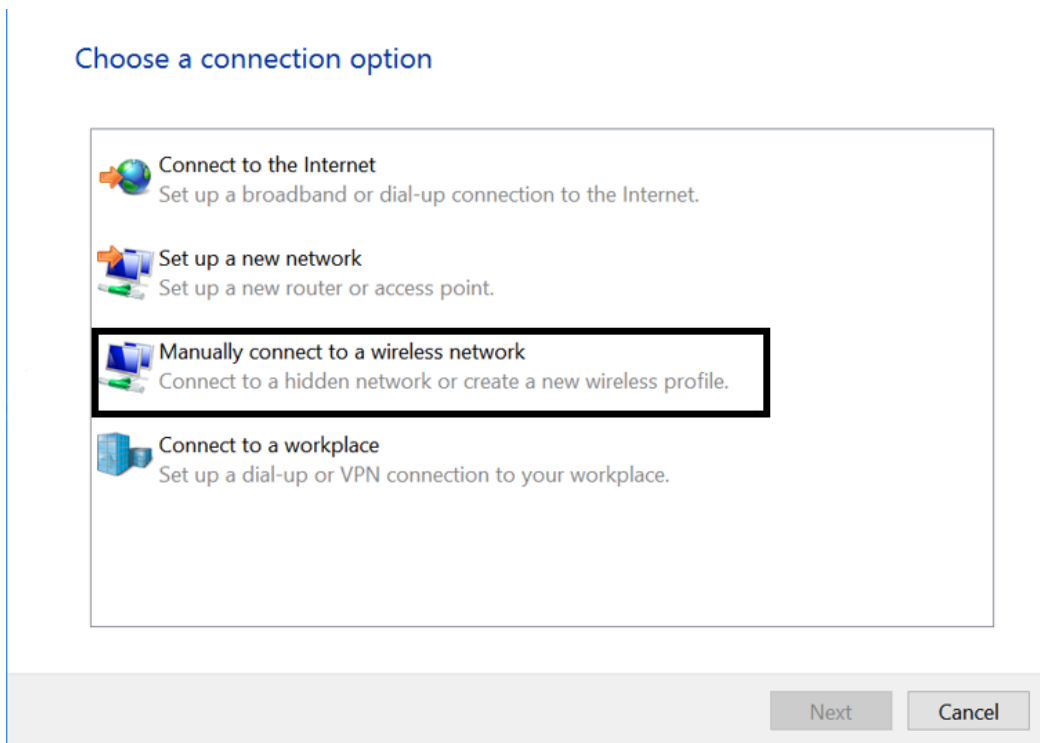 Choose a connection option
Connect to the Internet
Set up a broadband or dial-up connection to the Internet.
Set up a new network
Set up a new router or access point.
Manually connect to a wireless network
Connect to a hidden network or create a new wireless profile.
Connect to a workplace
Set up a dial-up or VPN connection to your workplace.
Next
Cancel